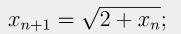 $x_{n+1} = \sqrt{2 + x_n};$